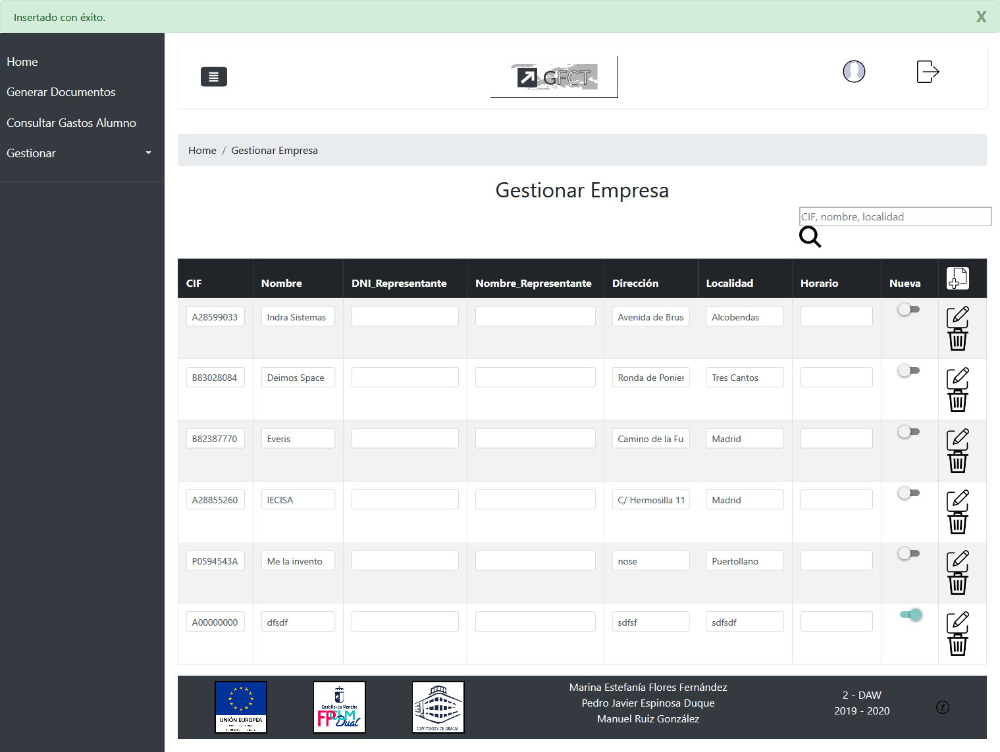 Insertado con éxito.
X
Home
Generar Documentos
Consultar Gastos Alumno
Gestionar
GFCT
Home / Gestionar Empresa
Gestionar Empresa
CIF, nombre, localidad
CIF Nombre DNI_Representante Nombre_Representante Dirección Localidad Horario Nueva
A28599033 Indra Sistemas Avenida de Brus Alcobendas
B83028084 Deimos Space Ronda de Ponier Tres Cantos
B82387770 Everis Camino de la Fu Madrid
A28855260 IECISA C/ Hermosilla 11 Madrid
P0594543A Me la invento nose Puertollano
A00000000 dfsdf sdfsf sdfsdf
UNIÓN EUROPEA
Castilla-La Mancha
FPCLM
Dual
CIFP VIRGEN DE GRACIA
Marina Estefanía Flores Fernández
Pedro Javier Espinosa Duque
Manuel Ruiz González
2 - DAW
2019 - 2020
i